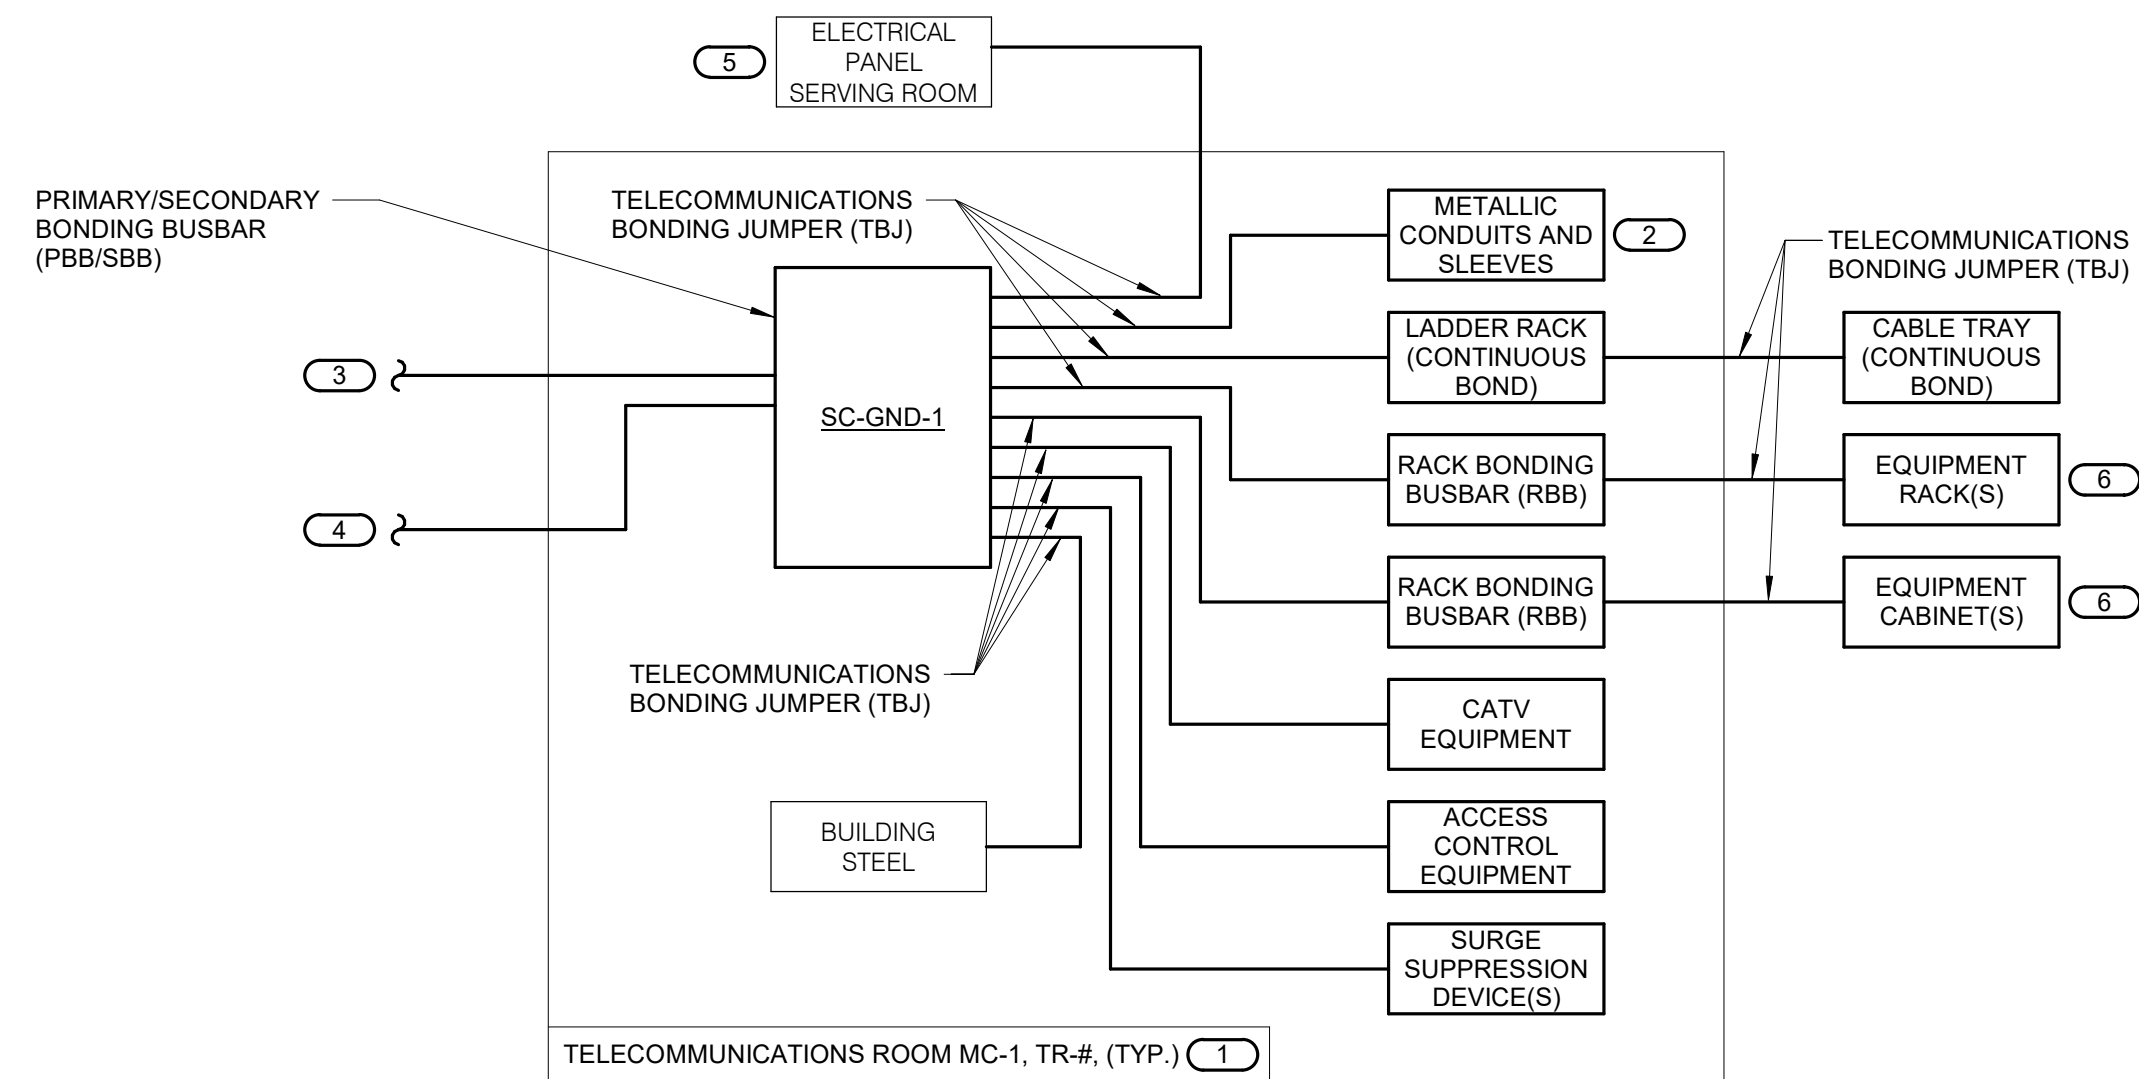 ELECTRICAL
PANEL
SERVING ROOM
5
PRIMARY/SECONDARY
BONDING BUSBAR
(PBB/SBB)
TELECOMMUNICATIONS
BONDING JUMPER (TBJ)
METALLIC
CONDUITS AND
SLEEVES
2
TELECOMMUNICATIONS
BONDING JUMPER (TBJ)
3
4
SC-GND-1
LADDER RACK
(CONTINUOUS
BOND)
CABLE TRAY
(CONTINUOUS
BOND)
RACK BONDING
BUSBAR (RBB)
EQUIPMENT
RACK(S)
6
RACK BONDING
BUSBAR (RBB)
EQUIPMENT
CABINET(S)
6
TELECOMMUNICATIONS
BONDING JUMPER (TBJ)
CATV
EQUIPMENT
BUILDING
STEEL
ACCESS
CONTROL
EQUIPMENT
SURGE
SUPPRESSION
DEVICE(S)
TELECOMMUNICATIONS ROOM MC-1, TR-#, (TYP.) 1